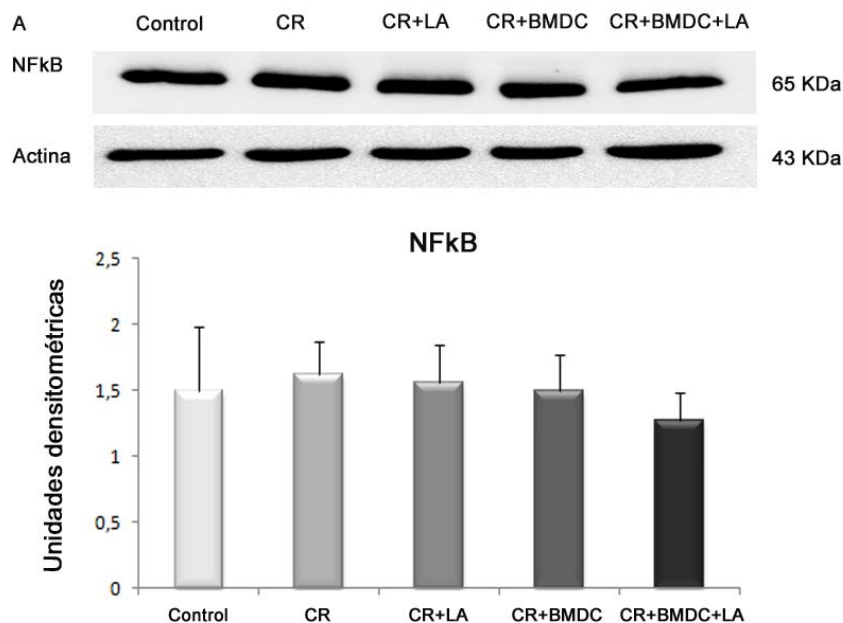 A Control CR CR+LA CR+BMDC CR+BMDC+LA
NFkB 65 KDa
Actina 43 KDa
NFkB
Unidades densitométricas
2,5
2
1,5
1
0,5
0
Control CR CR+LA CR+BMDC CR+BMDC+LA